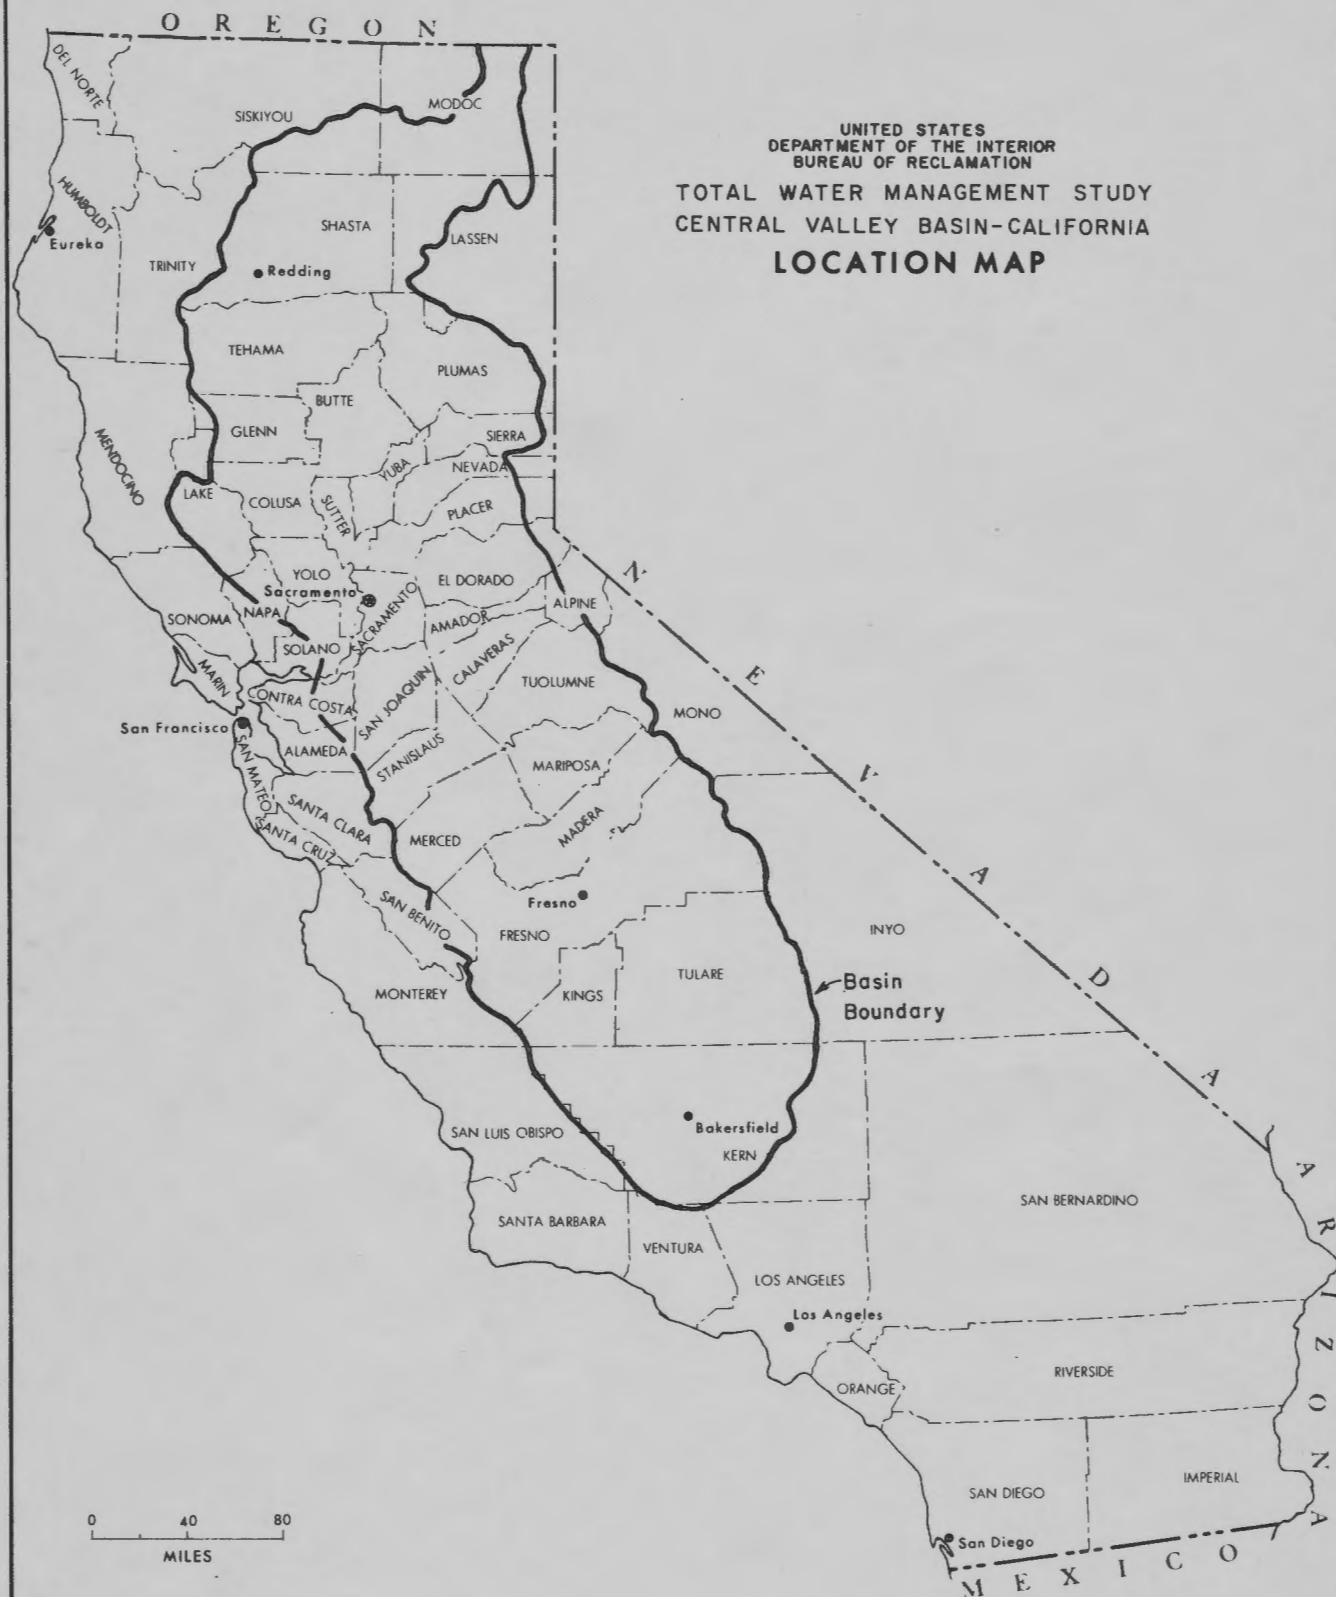 OREGON
DEL NORTE
SISKIYOU
MODOC
UNITED STATES
DEPARTMENT OF THE INTERIOR
BUREAU OF RECLAMATION
TOTAL WATER MANAGEMENT STUDY
CENTRAL VALLEY BASIN-CALIFORNIA
LOCATION MAP
HUMBOLDT
Eureka
TRINITY
SHASTA
Redding
LASSEN
TEHAMA
PLUMAS
BUTTE
GLENN
SIERRA
MENDOCINO
LAKE
COLUSA
SUTTER
YUBA
NEVADA
PLACER
YOLO
Sacramento
SACRAMENTO
EL DORADO
ALPINE
NEVADA
SONOMA
NAPA
SOLANO
AMADOR
MARIN
CONTRA COSTA
SAN JOAQUIN
CALAVERAS
TUOLUMNE
MONO
San Francisco
SAN MATEO
ALAMEDA
STANISLAUS
MARIPOSA
SANTA CLARA
SANTA CRUZ
MERCED
MADERA
SAN BENITO
Fresno
FRESNO
INYO
MONTEREY
KINGS
TULARE
Basin
Boundary
SAN LUIS OBISPO
Bakersfield
KERN
SAN BERNARDINO
ARIZONA
SANTA BARBARA
VENTURA
LOS ANGELES
Los Angeles
ORANGE
RIVERSIDE
SAN DIEGO
IMPERIAL
San Diego
MEXICO
0 40 80
MILES